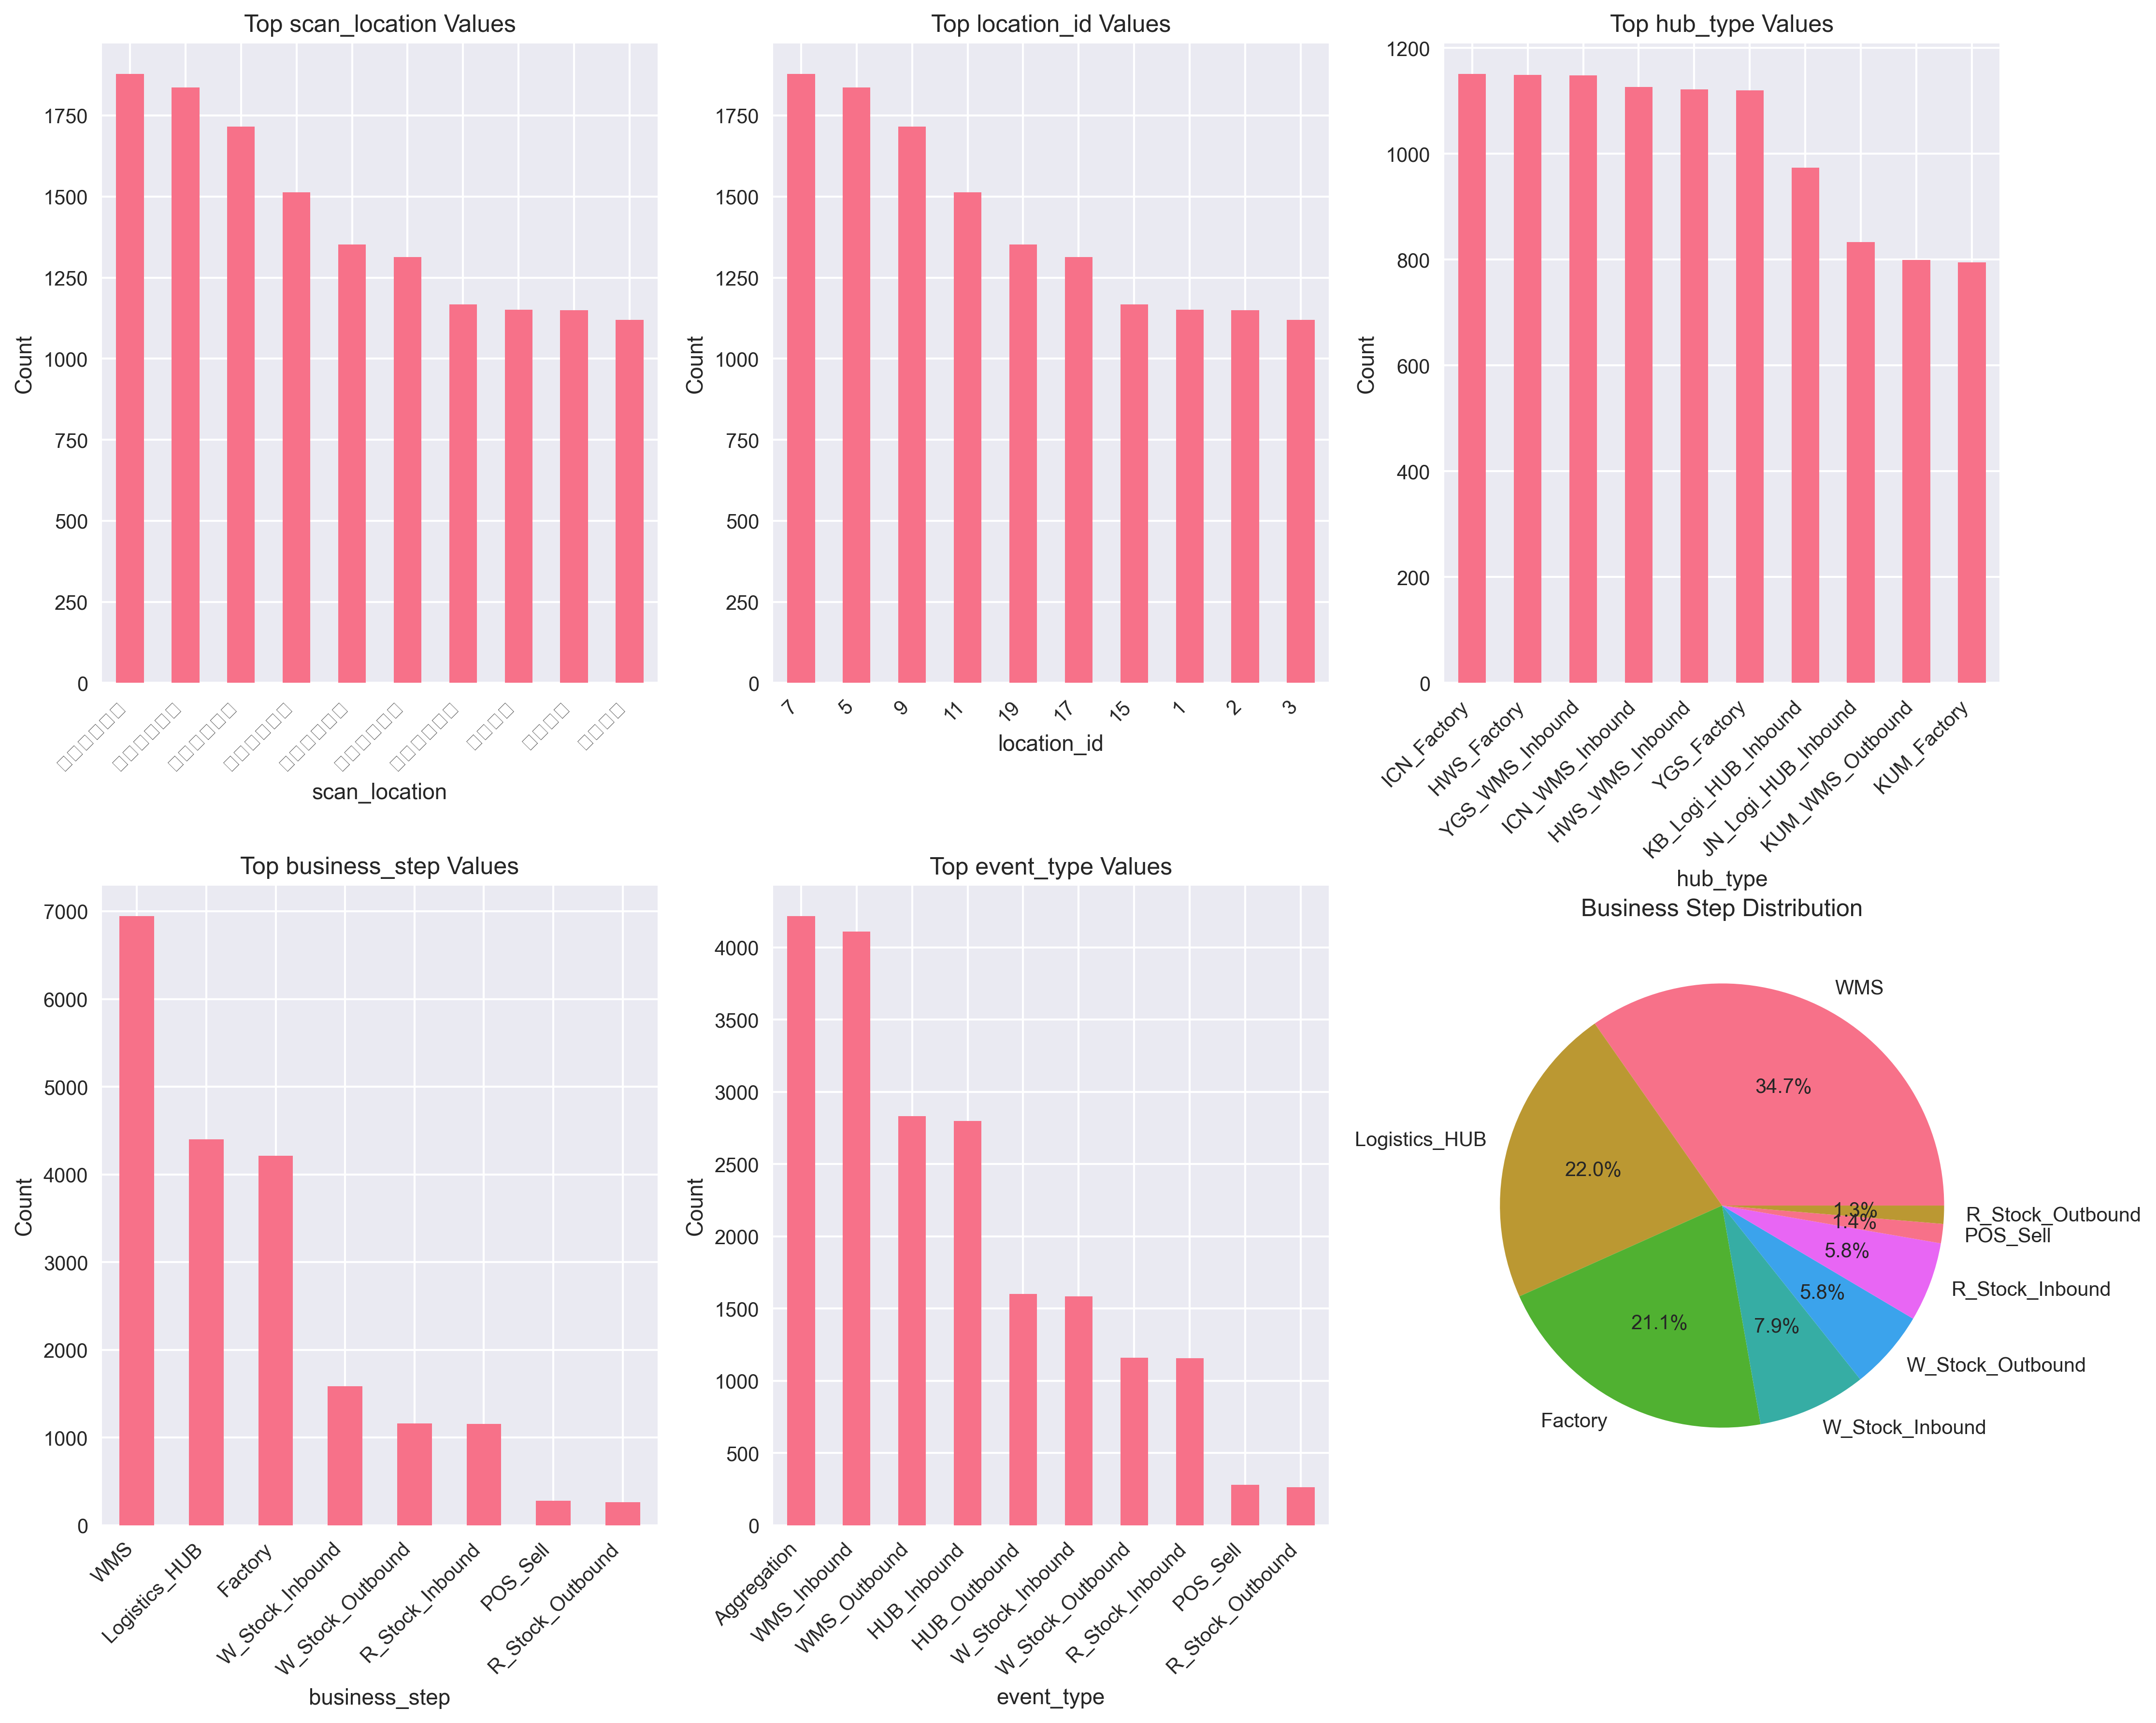 Top scan_location Values
Count
1750
1500
1250
1000
750
500
250
0
scan_location
Top location_id Values
Count
1750
1500
1250
1000
750
500
250
0
7
5
9
11
19
17
15
1
2
3
location_id
Top hub_type Values
Count
1200
1000
800
600
400
200
0
ICN_Factory
HWS_Factory
YGS_WMS_Inbound
ICN_WMS_Inbound
HWS_WMS_Inbound
YGS_Factory
KB_Logi_HUB_Inbound
JN_Logi_HUB_Inbound
KUM_WMS_Outbound
KUM_Factory
hub_type
Top business_step Values
Count
7000
6000
5000
4000
3000
2000
1000
0
WMS
Logistics_HUB
Factory
W_Stock_Inbound
W_Stock_Outbound
R_Stock_Inbound
POS_Sell
R_Stock_Outbound
business_step
Top event_type Values
Count
4000
3500
3000
2500
2000
1500
1000
500
0
Aggregation
WMS_Inbound
WMS_Outbound
HUB_Inbound
HUB_Outbound
W_Stock_Inbound
W_Stock_Outbound
R_Stock_Inbound
POS_Sell
R_Stock_Outbound
event_type
Business Step Distribution
WMS
34.7%
Logistics_HUB
22.0%
Factory
21.1%
W_Stock_Inbound
7.9%
W_Stock_Outbound
5.8%
R_Stock_Inbound
5.8%
POS_Sell
1.4%
R_Stock_Outbound
1.3%